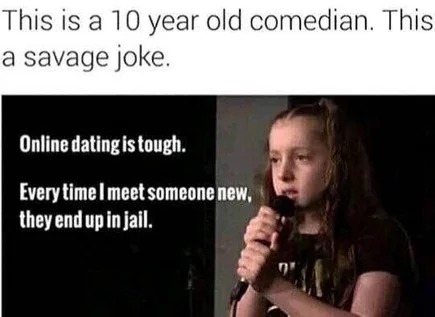 This is a 10 year old comedian. This
a savage joke.
Online dating is tough.
Every time I meet someone new,
they end up in jail.